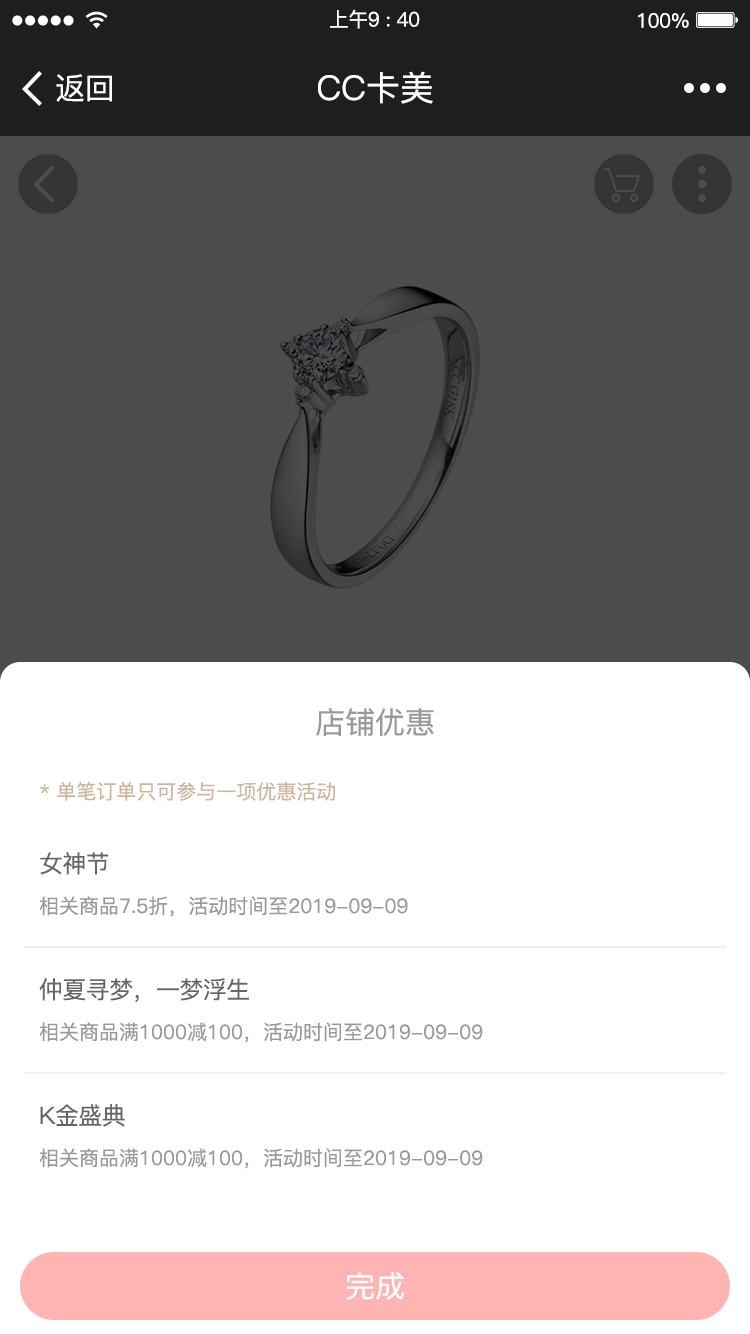 上午9 : 40
100%
返回
CC卡美
店铺优惠
* 单笔订单只可参与一项优惠活动
女神节
相关商品7.5折，活动时间至2019-09-09
仲夏寻梦，一梦浮生
相关商品满1000减100，活动时间至2019-09-09
K金盛典
相关商品满1000减100，活动时间至2019-09-09
完成